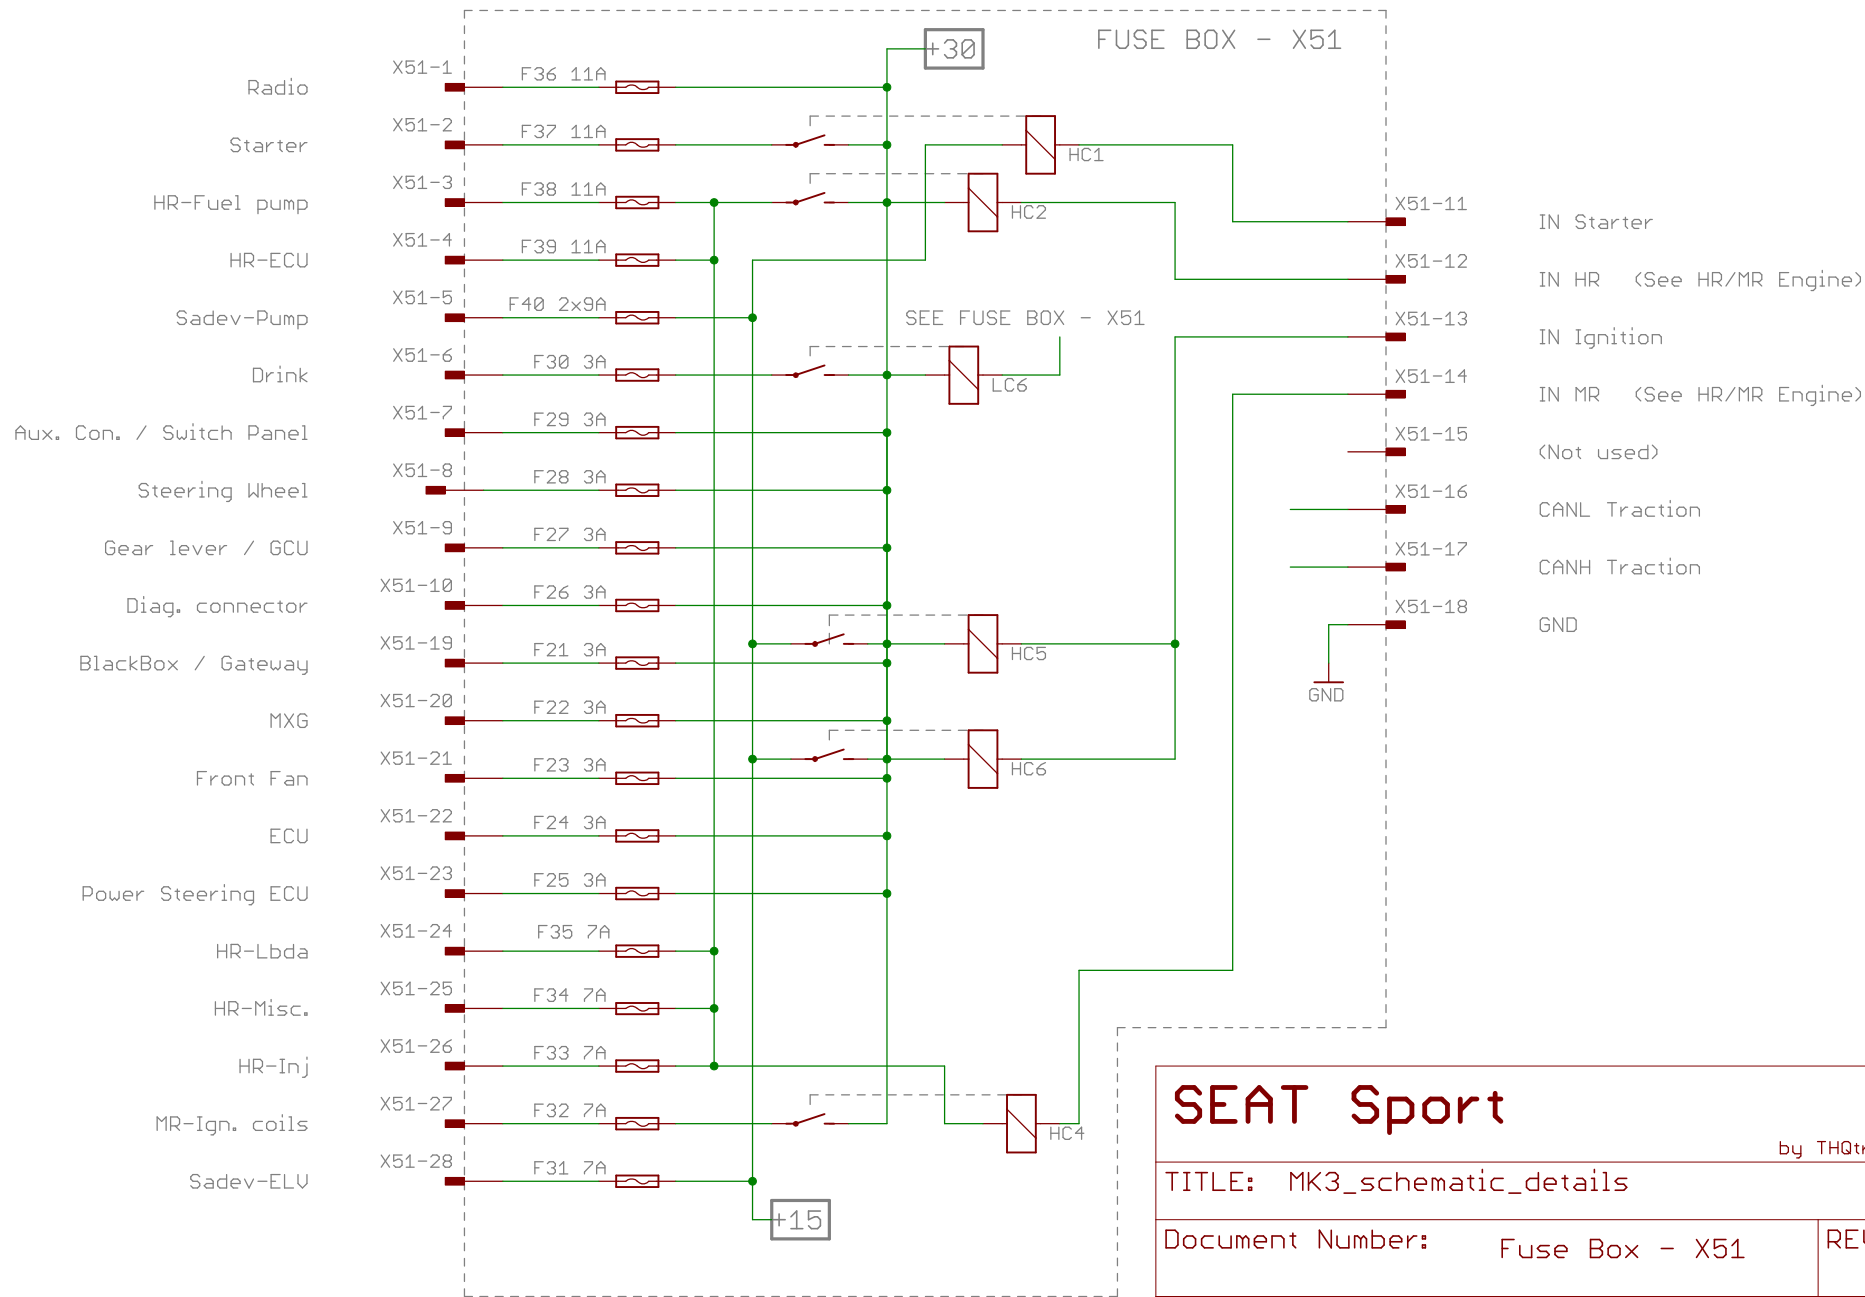 +30
FUSE BOX - X51
Radio X51-1 F36 11A
Starter X51-2 F37 11A
HC1
HR-Fuel pump X51-3 F38 11A
HC2
X51-11 IN Starter
HR-ECU X51-4 F39 11A
X51-12 IN HR (See HR/MR Engine)
Sadev-Pump X51-5 F40 2x9A
SEE FUSE BOX - X51
X51-13 IN Ignition
Drink X51-6 F30 3A
LC6
X51-14 IN MR (See HR/MR Engine)
Aux. Con. / Switch Panel X51-7 F29 3A
X51-15 (Not used)
Steering Wheel X51-8 F28 3A
X51-16 CANL Traction
Gear lever / GCU X51-9 F27 3A
X51-17 CANH Traction
Diag. connector X51-10 F26 3A
X51-18 GND
HC5
BlackBox / Gateway X51-19 F21 3A
GND
MXG X51-20 F22 3A
HC6
Front Fan X51-21 F23 3A
ECU X51-22 F24 3A
Power Steering ECU X51-23 F25 3A
HR-Lbda X51-24 F35 7A
HR-Misc. X51-25 F34 7A
HR-Inj X51-26 F33 7A
MR-Ign. coils X51-27 F32 7A
HC4
Sadev-ELV X51-28 F31 7A
+15
SEAT Sport
by THQtr
TITLE: MK3_schematic_details
Document Number: Fuse Box - X51